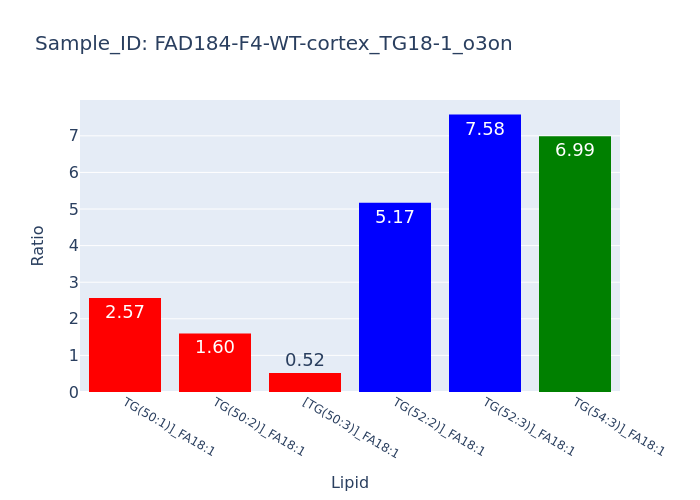 Sample_ID: FAD184-F4-WT-cortex_TG18-1_o3on
Ratio
7
6
5
4
3
2
1
0
2.57
1.60
0.52
5.17
7.58
6.99
TG(50:1)]_FA18:1
TG(50:2)]_FA18:1
[TG(50:3)]_FA18:1
TG(52:2)]_FA18:1
TG(52:3)]_FA18:1
TG(54:3)]_FA18:1
Lipid